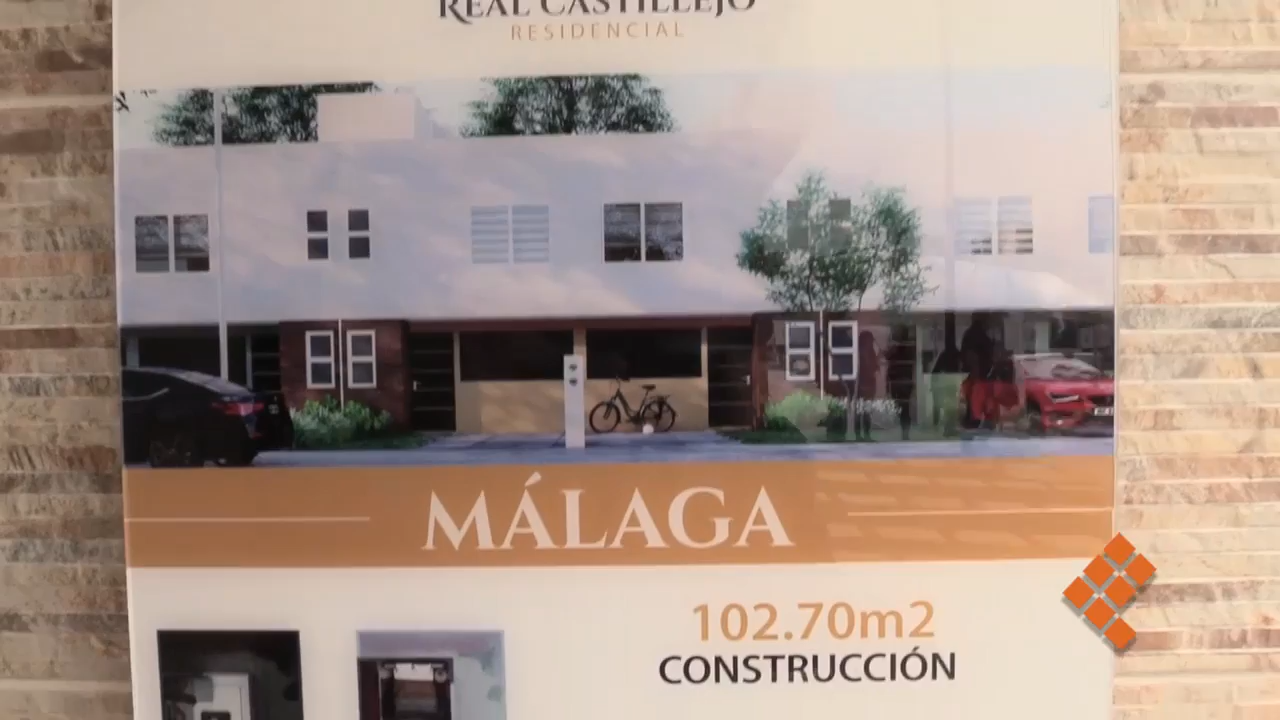 REAL CASTILLEJO
RESIDENCIAL
MÁLAGA
102.70m2
CONSTRUCCIÓN